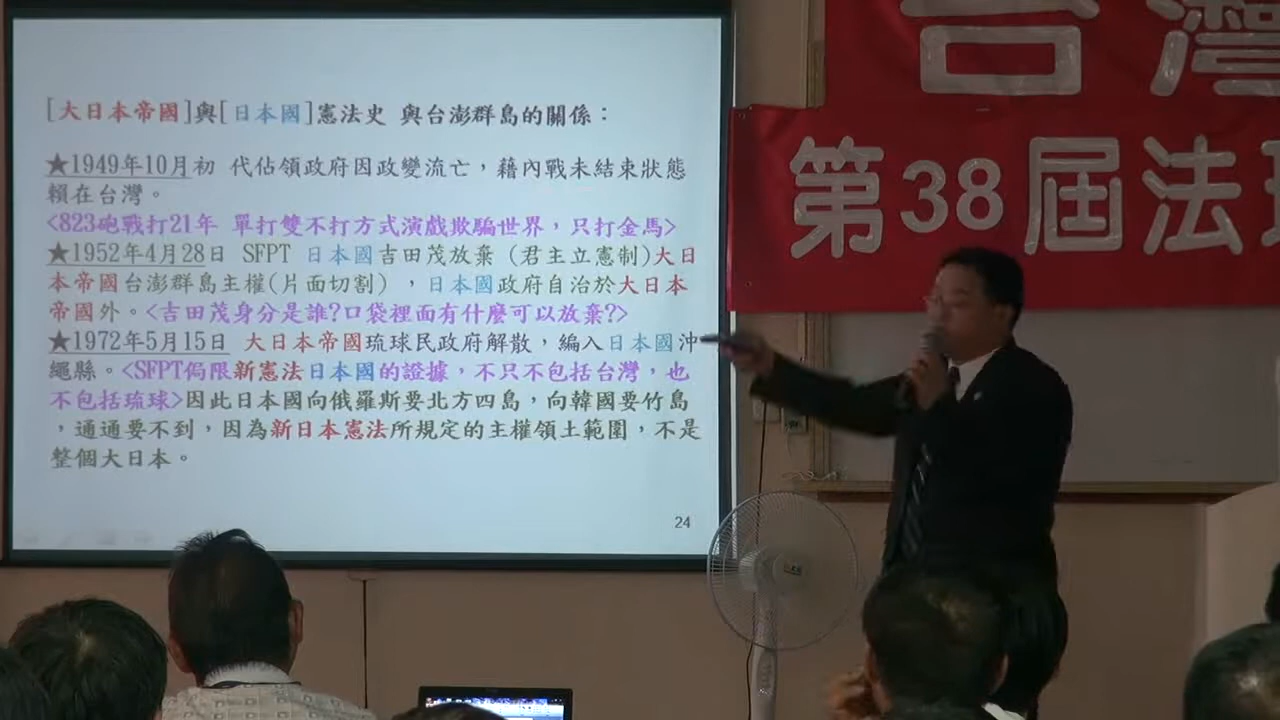 [大日本帝國]與[日本國]憲法史 與台澎群島的關係：
★1949年10月初 代佔領政府因政變流亡，藉內戰未結束狀態
賴在台灣。
<823砲戰打21年 單打雙不打方式演戲欺騙世界，只打金馬>
★1952年4月28日 SFPT 日本國吉田茂放棄（君主立憲制)大日
本帝國台澎群島主權(片面切割），日本國政府自治於大日本
帝國外。<吉田茂身分是誰?口袋裡面有什麼可以放棄?>
★1972年5月15日 大日本帝國琉球民政府解散，編入日本國沖
繩縣。<SFPT侷限新憲法日本國的證據，不只不包括台灣，也
不包括琉球>因此日本國向俄羅斯要北方四島，向韓國要竹島
，通通要不到，因為新日本憲法所規定的主權領土範圍，不是
整個大日本。
24
台灣
第38屆法理